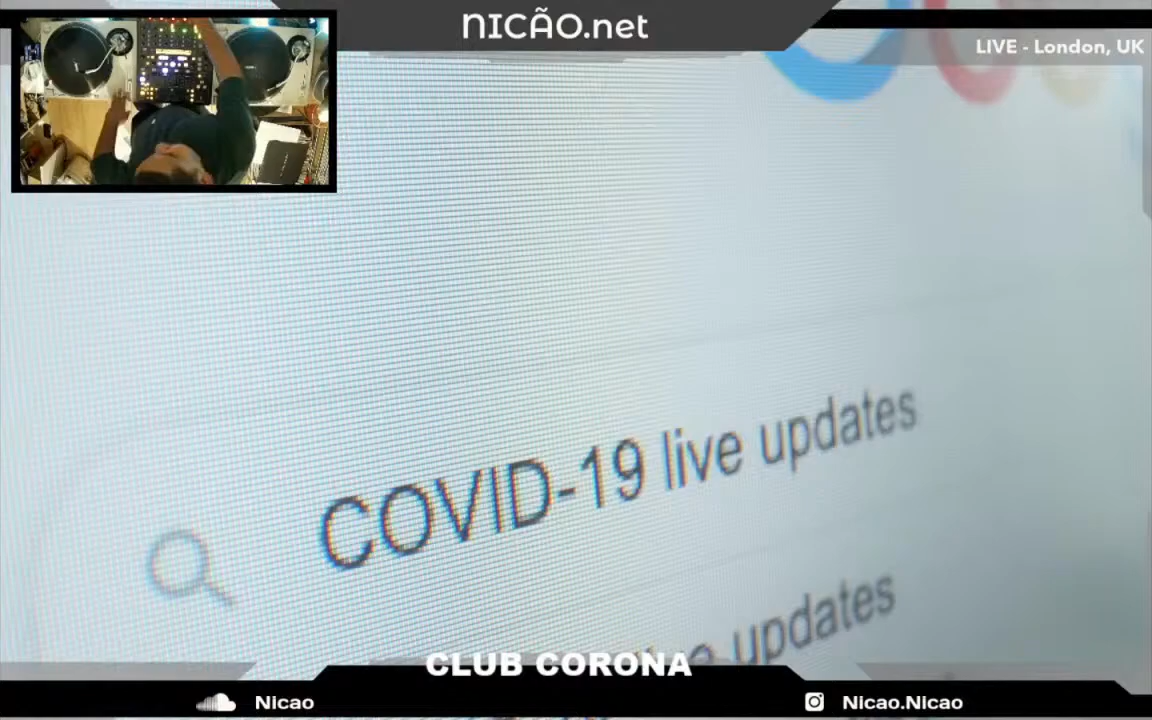 NICÃO.net
LIVE - London, UK
COVID-19 live updates
updates
CLUB CORONA
Nicao
Nicao.Nicao